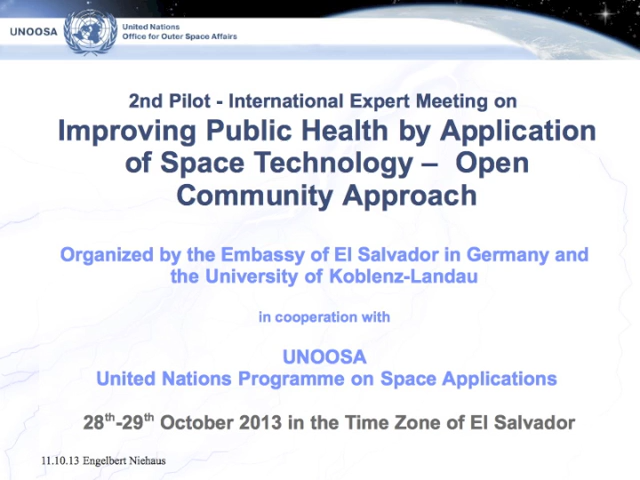 UNOOSA
United Nations
Office for Outer Space Affairs
2nd Pilot - International Expert Meeting on
Improving Public Health by Application
of Space Technology – Open
Community Approach
Organized by the Embassy of El Salvador in Germany and
the University of Koblenz-Landau
in cooperation with
UNOOSA
United Nations Programme on Space Applications
28th-29th October 2013 in the Time Zone of El Salvador
11.10.13 Engelbert Niehaus